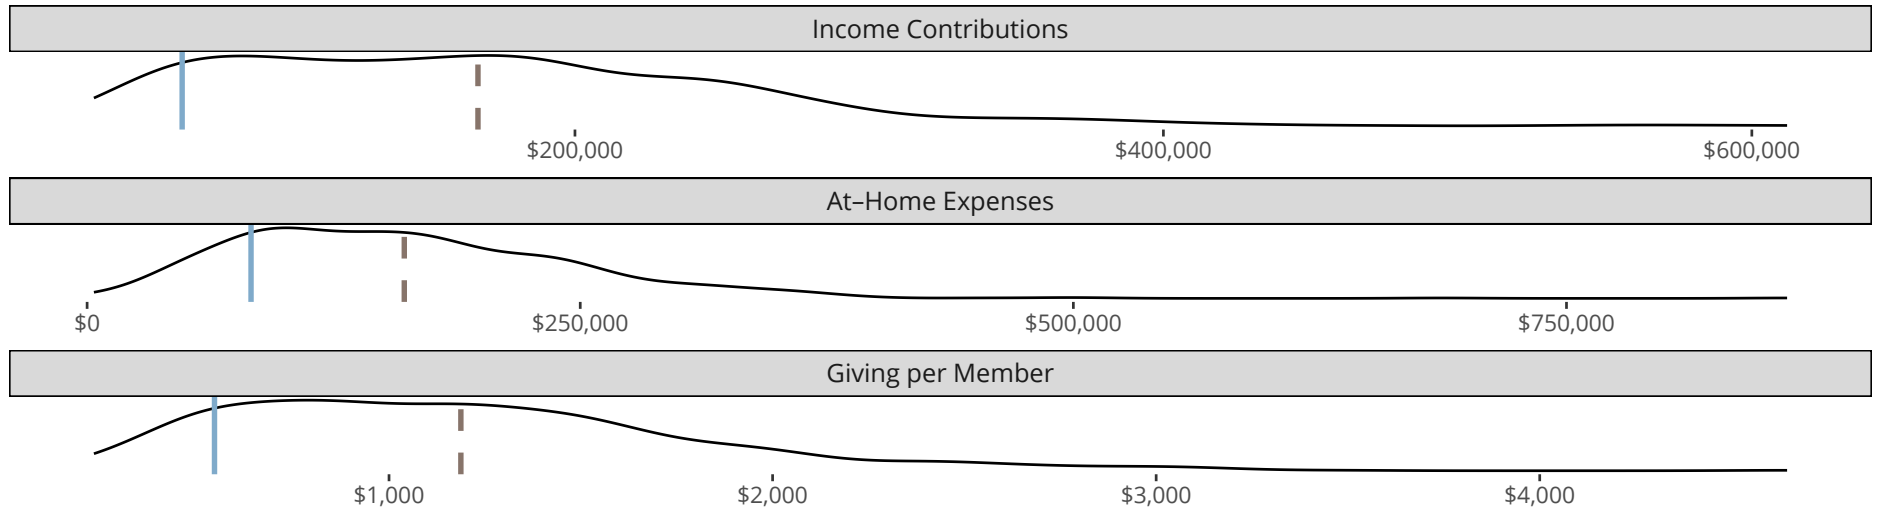 Income Contributions
$200,000 $400,000 $600,000
At–Home Expenses
$0 $250,000 $500,000 $750,000
Giving per Member
$1,000 $2,000 $3,000 $4,000